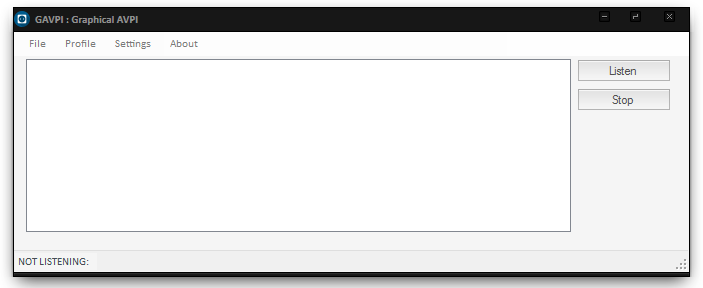 GAVPI : Graphical AVPI
File Profile Settings About
Listen
Stop
NOT LISTENING: